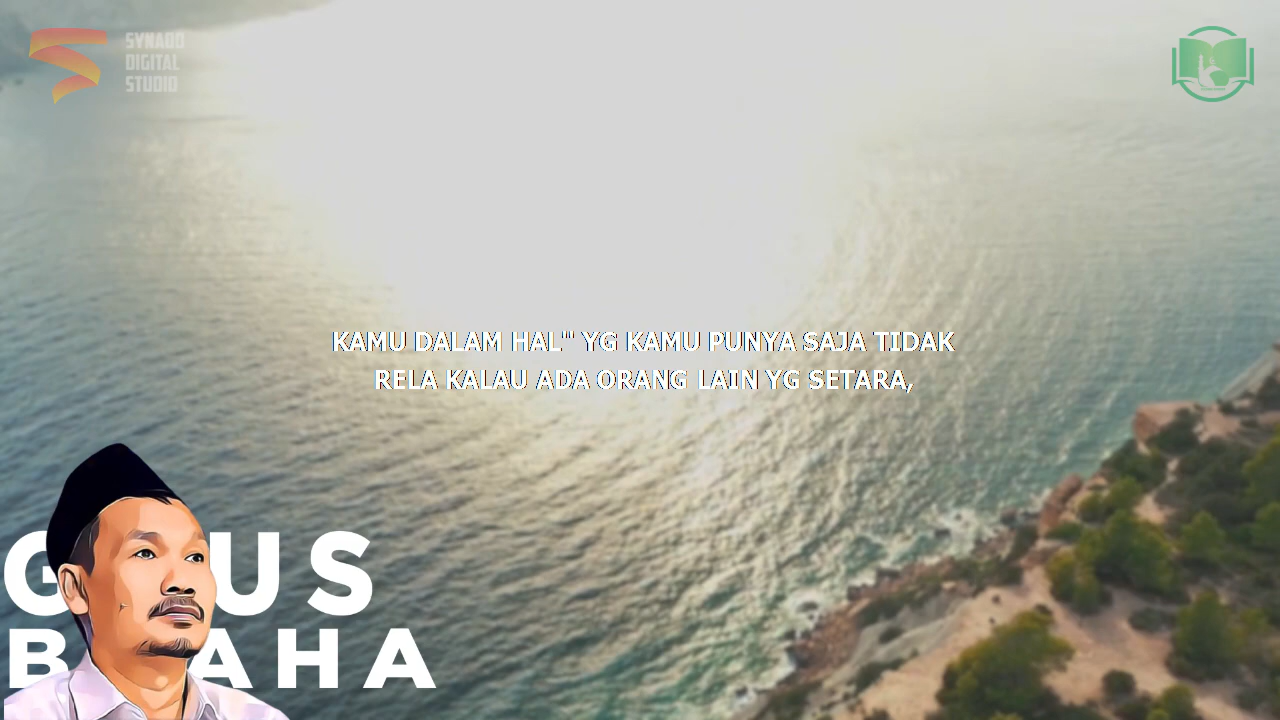 SYNAOO
DIGITAL
STUDIO
KAMU DALAM HAL" YG KAMU PUNYA SAJA TIDAK
RELA KALAU ADA ORANG LAIN YG SETARA,
G US
B AHA